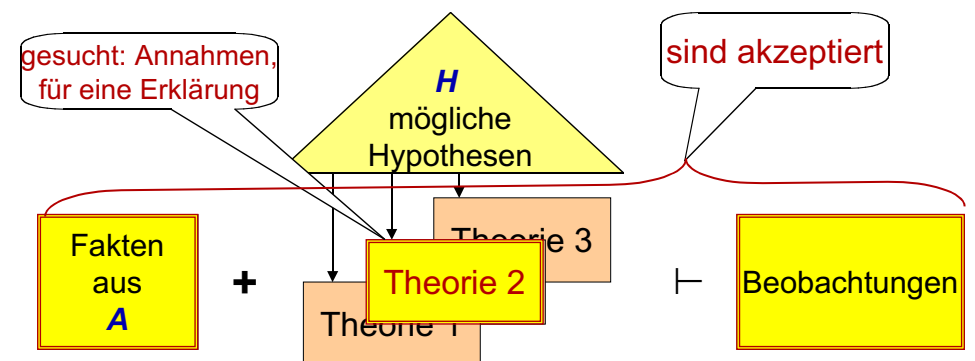 gesucht: Annahmen,
für eine Erklärung
H
mögliche
Hypothesen
sind akzeptiert
Fakten
aus
A
+
Theorie 3
Theorie 2
Theorie 1
⊢
Beobachtungen